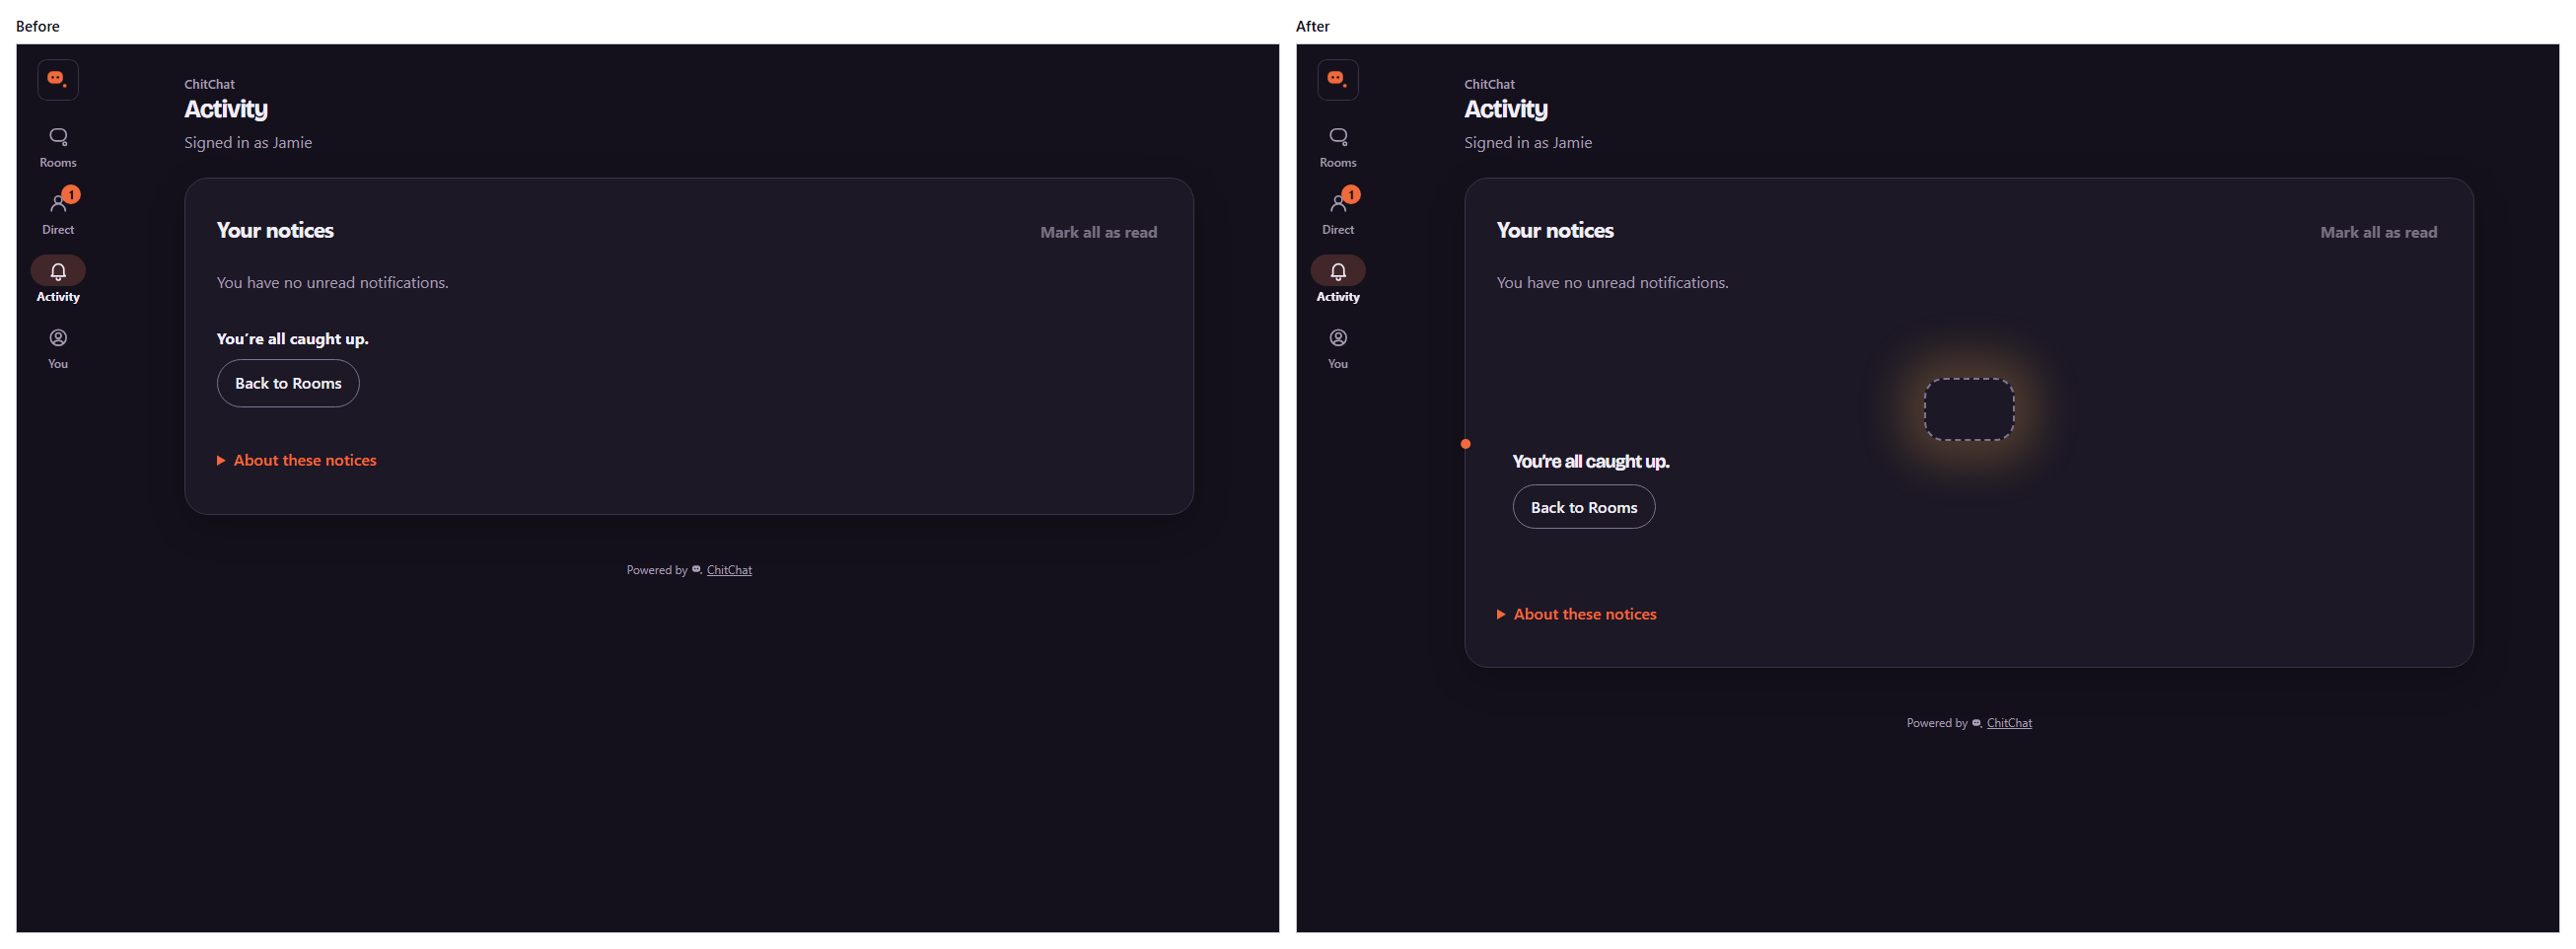 Before
ChitChat
Activity
Signed in as Jamie
Rooms
1
Direct
Activity
You
Your notices
Mark all as read
You have no unread notifications.
You're all caught up.
Back to Rooms
About these notices
Powered by ChitChat
After
ChitChat
Activity
Signed in as Jamie
Rooms
1
Direct
Activity
You
Your notices
Mark all as read
You have no unread notifications.
You're all caught up.
Back to Rooms
About these notices
Powered by ChitChat